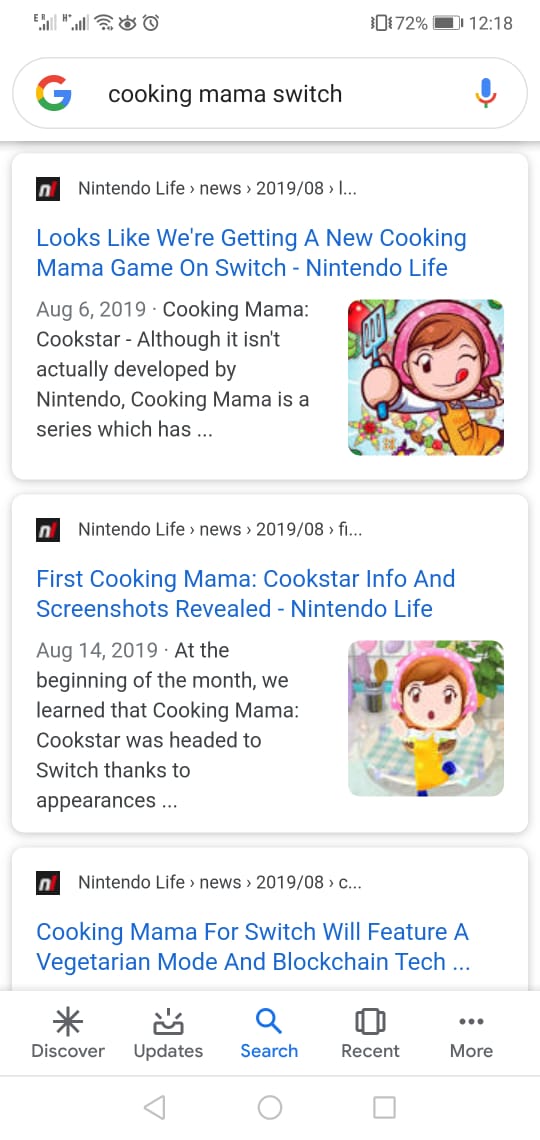 72% 12:18
cooking mama switch
Nintendo Life › news › 2019/08 › l...
Looks Like We're Getting A New Cooking
Mama Game On Switch - Nintendo Life
Aug 6, 2019 · Cooking Mama:
Cookstar - Although it isn't
actually developed by
Nintendo, Cooking Mama is a
series which has ...
Nintendo Life › news › 2019/08 › fi...
First Cooking Mama: Cookstar Info And
Screenshots Revealed - Nintendo Life
Aug 14, 2019 · At the
beginning of the month, we
learned that Cooking Mama:
Cookstar was headed to
Switch thanks to
appearances ...
Nintendo Life › news › 2019/08 › c...
Cooking Mama For Switch Will Feature A
Vegetarian Mode And Blockchain Tech ...
Discover Updates Search Recent More